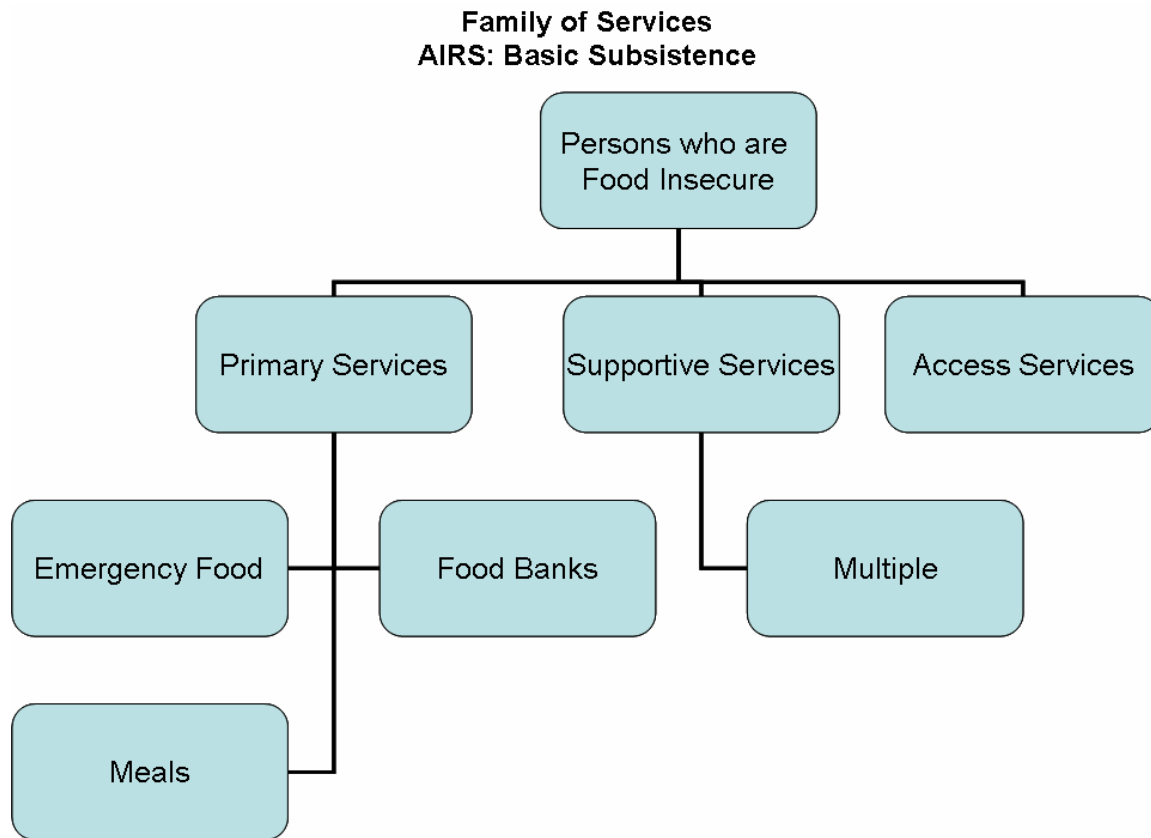 Family of Services
AIRS: Basic Subsistence
Persons who are
Food Insecure
Primary Services
Supportive Services
Access Services
Emergency Food
Food Banks
Multiple
Meals